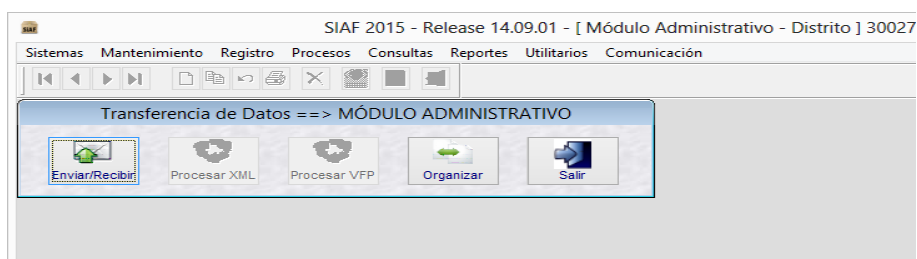 SIAF SIAF 2015 - Release 14.09.01 - [ Módulo Administrativo - Distrito ] 30027
Sistemas Mantenimiento Registro Procesos Consultas Reportes Utilitarios Comunicación
Transferencia de Datos ==> MÓDULO ADMINISTRATIVO
Enviar/Recibir Procesar XML Procesar VFP Organizar Salir